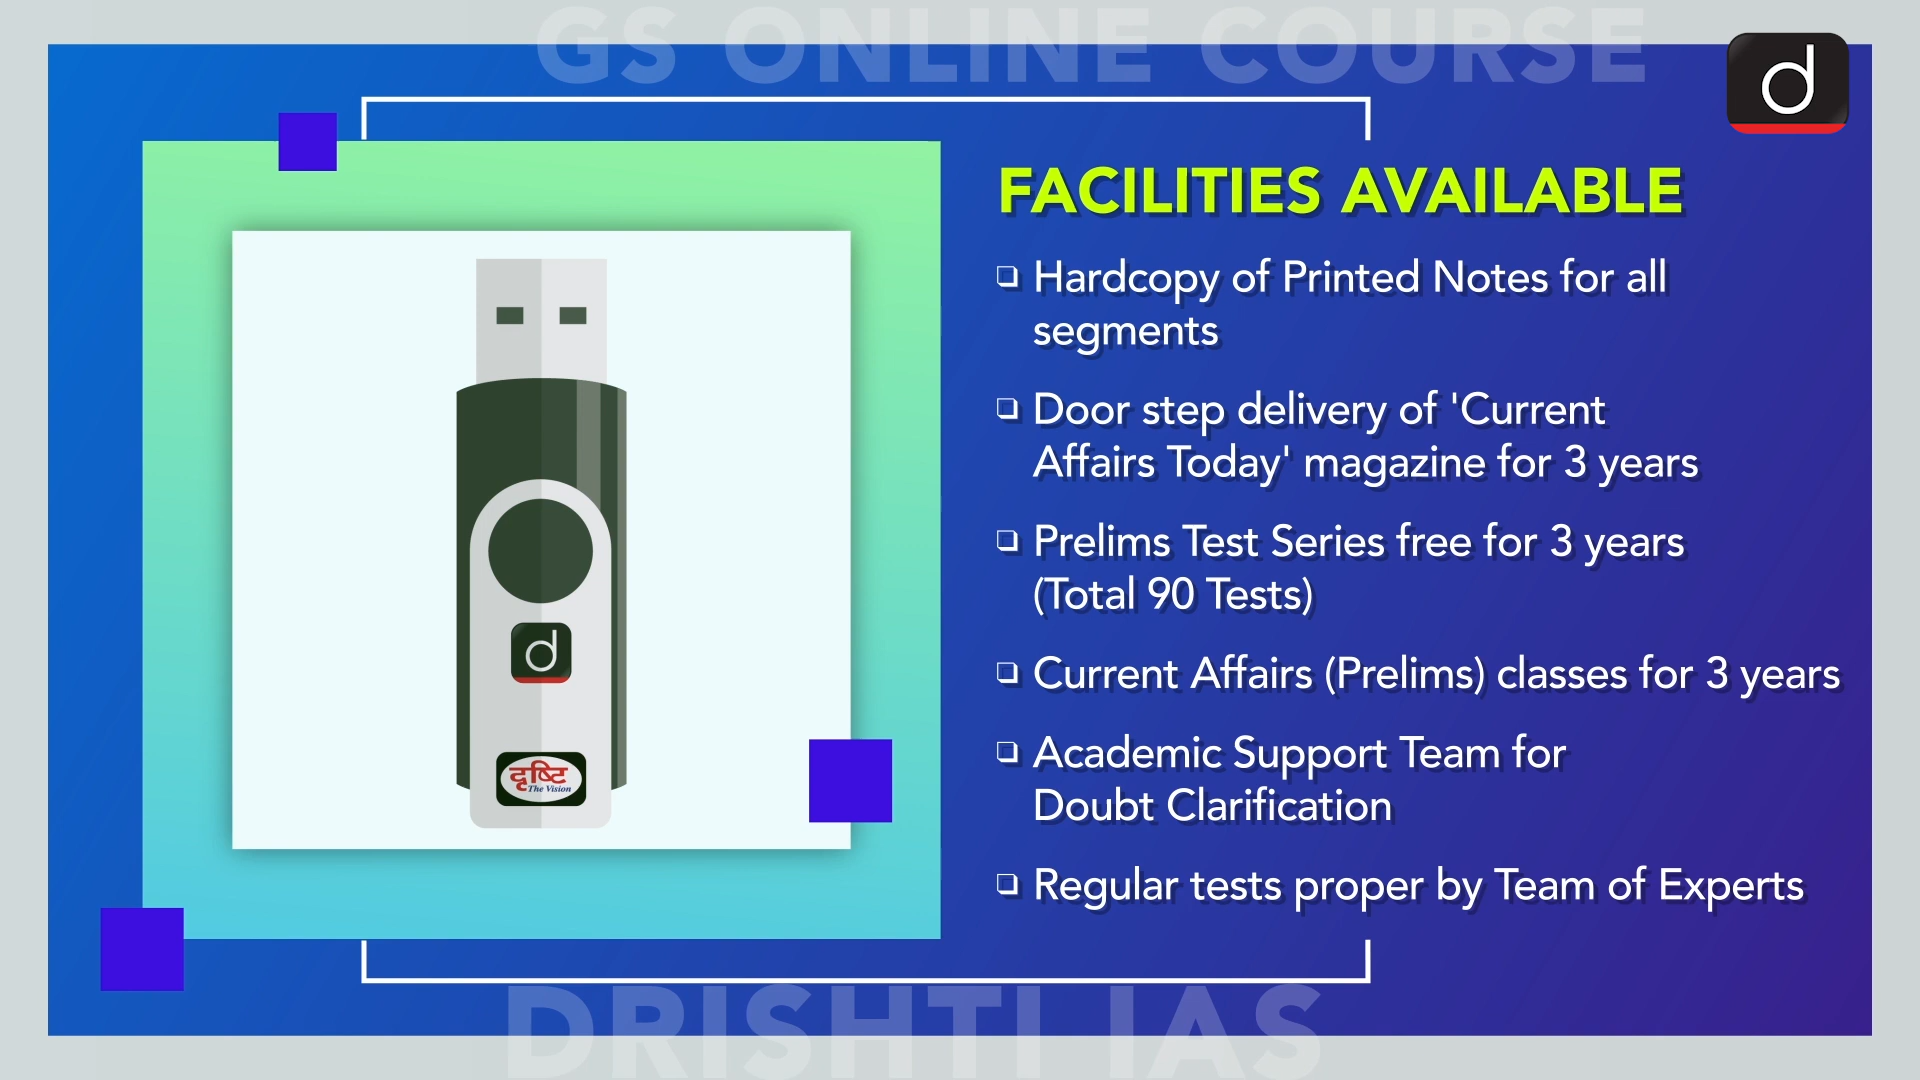 GS ONLINE COURSE
d
FACILITIES AVAILABLE
❏ Hardcopy of Printed Notes for all
segments
❏ Door step delivery of 'Current
Affairs Today' magazine for 3 years
❏ Prelims Test Series free for 3 years
(Total 90 Tests)
❏ Current Affairs (Prelims) classes for 3 years
❏ Academic Support Team for
Doubt Clarification
❏ Regular tests proper by Team of Experts
d
दृष्टि
The Vision
DRISHTI IAS